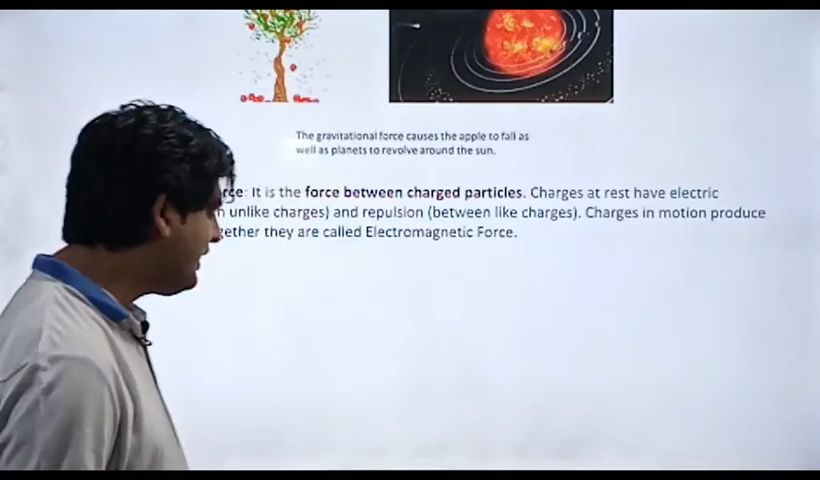 The gravitational force causes the apple to fall as
well as planets to revolve around the sun.
rce: It is the force between charged particles. Charges at rest have electric
n unlike charges) and repulsion (between like charges). Charges in motion produce
gether they are called Electromagnetic Force.